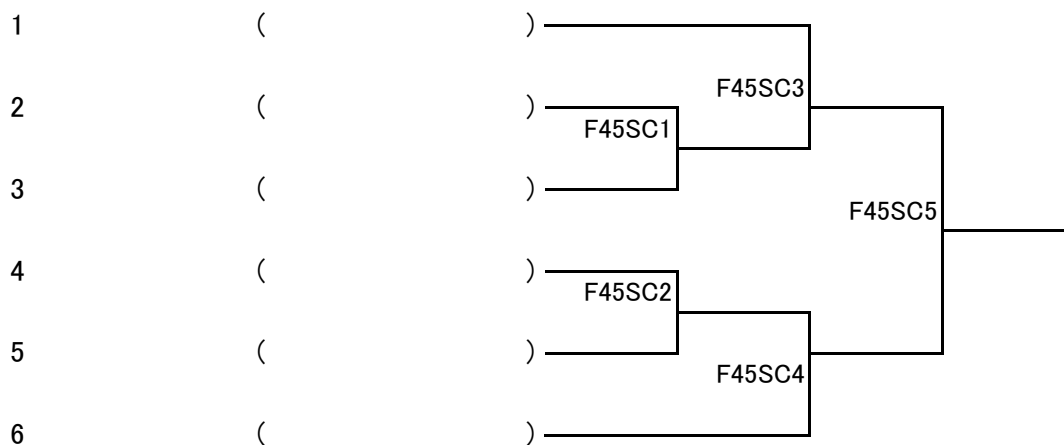 1 ( )
F45SC3
2 ( )
F45SC1
3 ( )
F45SC5
4 ( )
F45SC2
5 ( )
F45SC4
6 ( )